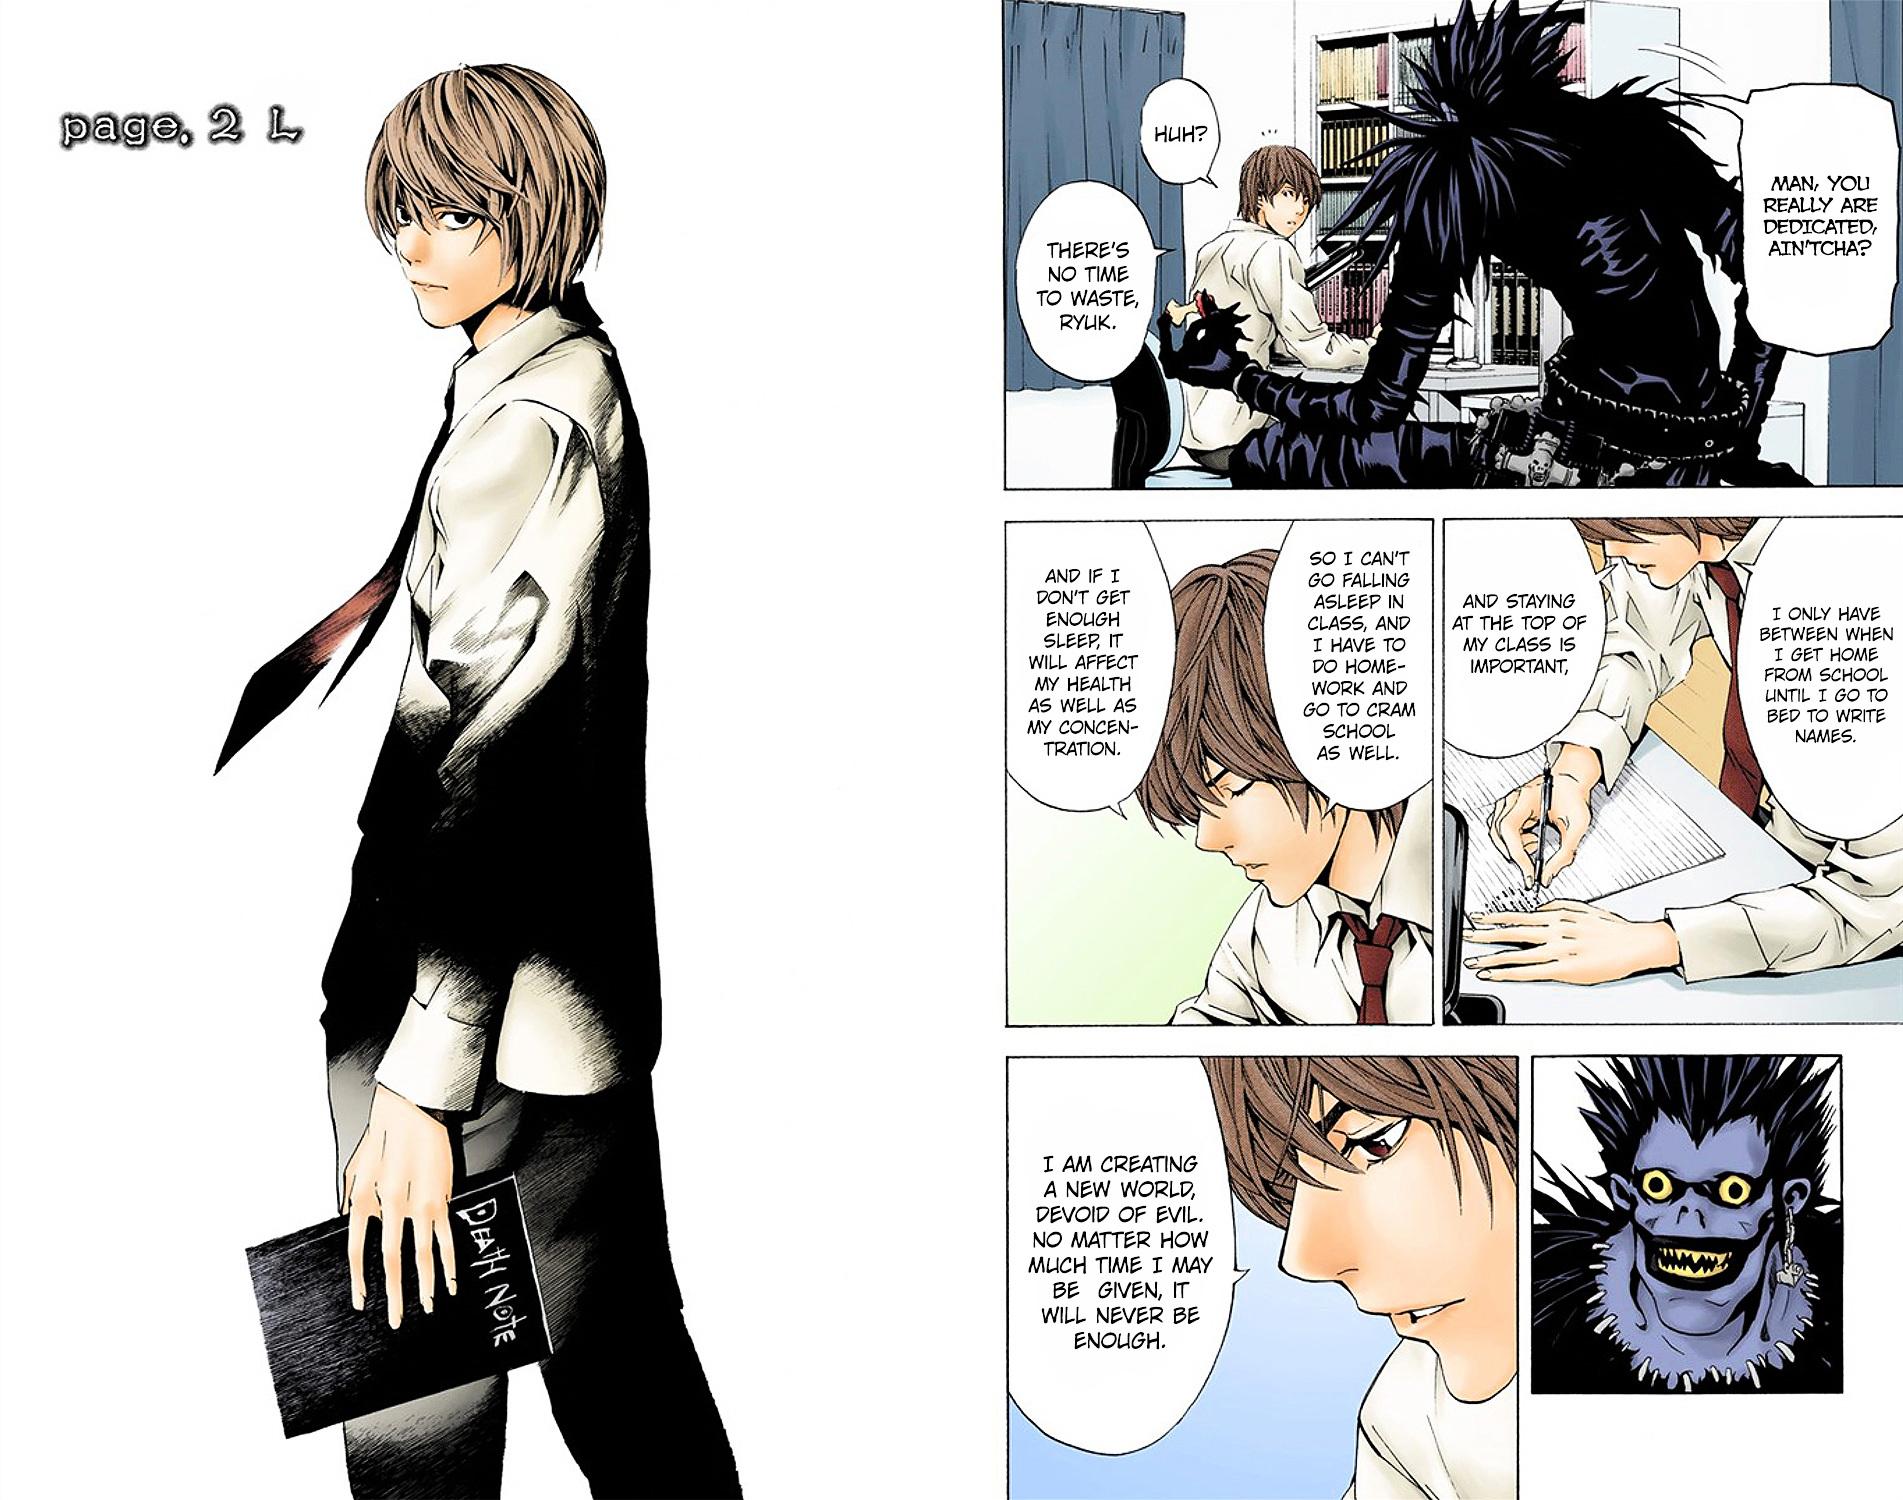 MAN, YOU
REALLY ARE
DEDICATED,
AIN'TCHA?
HUH?
THERE'S
NO TIME
TO WASTE,
RYUK.
I ONLY HAVE
BETWEEN WHEN
I GET HOME
FROM SCHOOL
UNTIL I GO TO
BED TO WRITE
NAMES.
AND STAYING
AT THE TOP OF
MY CLASS IS
IMPORTANT,
SO I CAN'T
GO FALLING
ASLEEP IN
CLASS, AND
I HAVE TO
DO HOME-
WORK AND
GO TO CRAM
SCHOOL
AS WELL.
AND IF I
DON'T GET
ENOUGH
SLEEP, IT
WILL AFFECT
MY HEALTH
AS WELL AS
MY CONCEN-
TRATION.
I AM CREATING
A NEW WORLD,
DEVOID OF EVIL.
NO MATTER HOW
MUCH TIME I MAY
BE GIVEN, IT
WILL NEVER BE
ENOUGH.
page. 2 L
DEATH NOTE